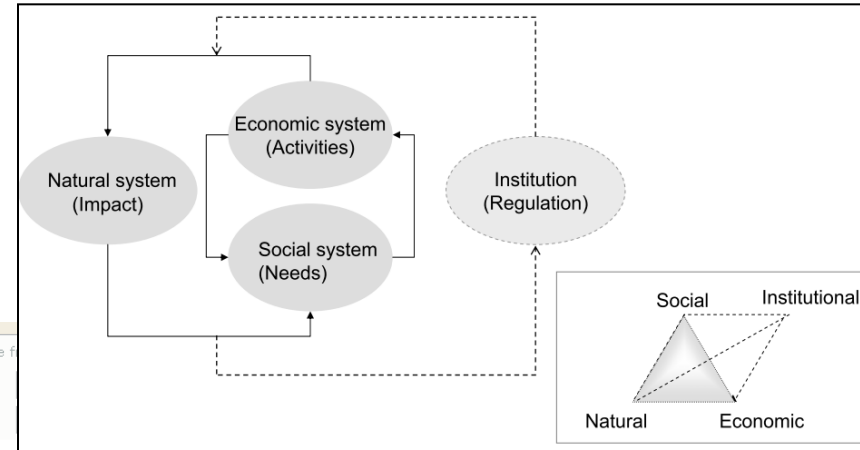 Economic system
(Activities)
Natural system
(Impact)
Institution
(Regulation)
Social system
(Needs)
Social
Institutional
Natural
Economic